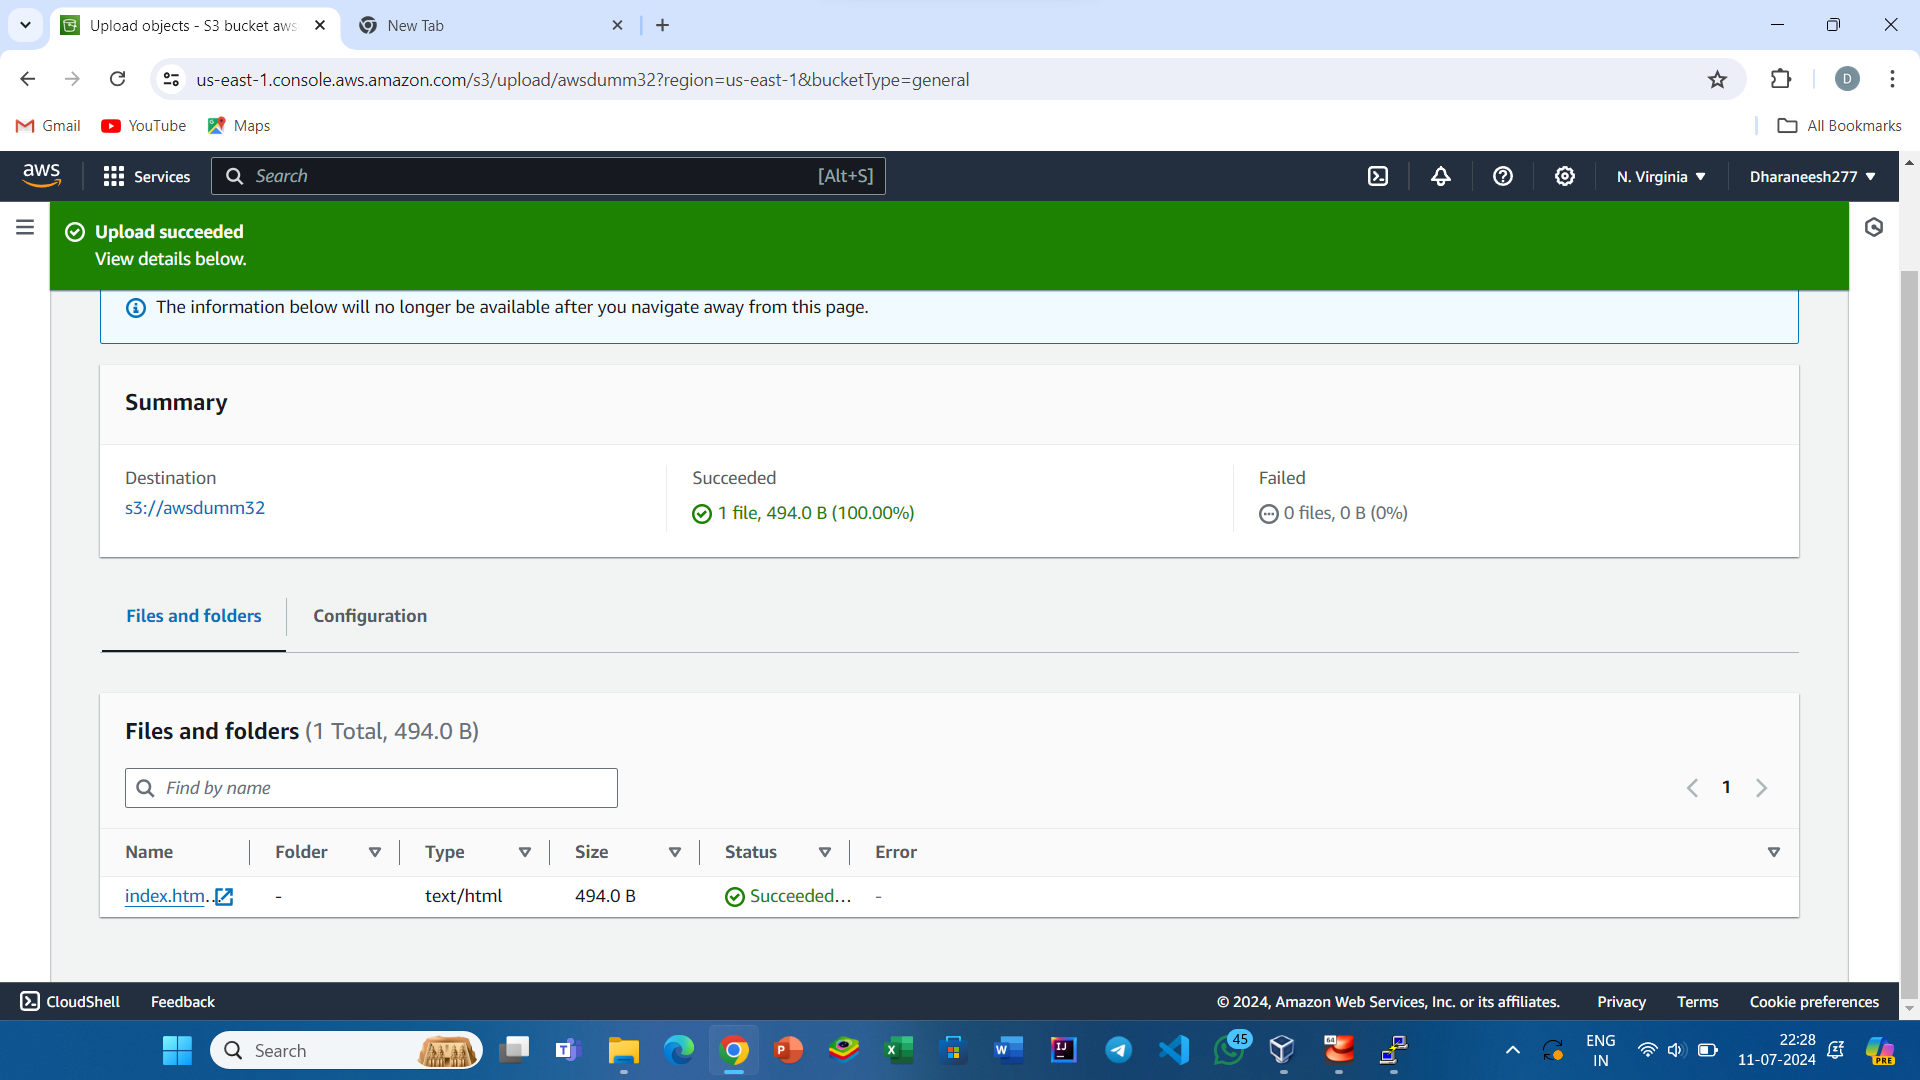 Upload objects - S3 bucket aws
New Tab
us-east-1.console.aws.amazon.com/s3/upload/awsdumm32?region=us-east-1&bucketType=general
D
Gmail
YouTube
Maps
All Bookmarks
aws
Services
Search
[Alt+S]
N. Virginia
Dharaneesh277
Upload succeeded
View details below.
The information below will no longer be available after you navigate away from this page.
Summary
Destination
s3://awsdumm32
Succeeded
1 file, 494.0 B (100.00%)
Failed
0 files, 0 B (0%)
Files and folders
Configuration
Files and folders (1 Total, 494.0 B)
Find by name
1
Name
Folder
Type
Size
Status
Error
index.htm...
-
text/html
494.0 B
Succeeded...
-
CloudShell
Feedback
© 2024, Amazon Web Services, Inc. or its affiliates.
Privacy
Terms
Cookie preferences
Search
45
64
ENG
IN
22:28
11-07-2024
PRE